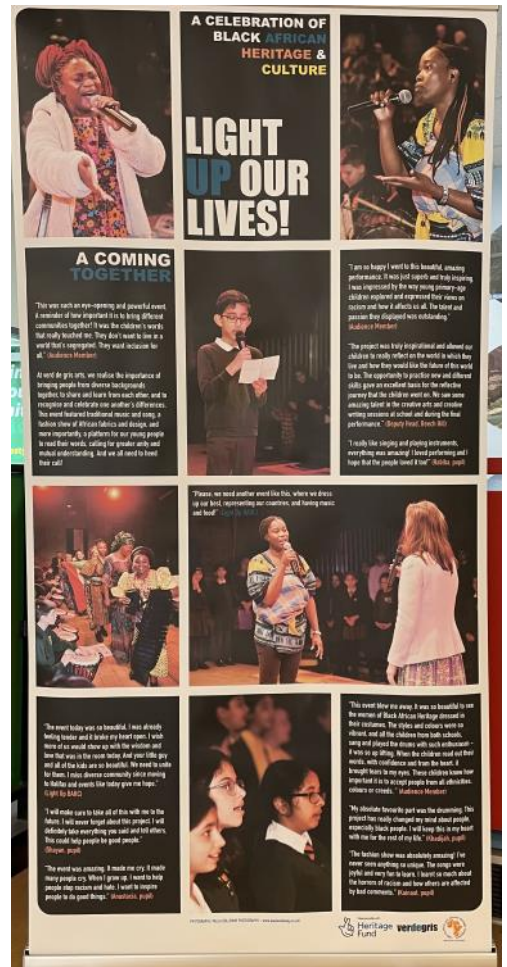 A CELEBRATION OF
BLACK AFRICAN
HERITAGE &
CULTURE
LIGHT
UP OUR
LIVES!
A COMING
TOGETHER
"This was such an eye-opening and powerful event.
A reminder of how important it is to bring different
communities together! It was the children's words
that really touched me. They don't want to live in a
world that's segregated. They want inclusion for
all." (Audience Member)
At verd de gris arts, we realise the importance of
bringing people from diverse backgrounds
together, to share and learn from each other; and to
recognise and celebrate one another's differences.
This event featured traditional music and song, a
fashion show of African fabrics and design, and
more importantly, a platform for our young people
to read their words, calling for greater unity and
mutual understanding. And we all need to heed
their call!
"I am so happy I went to this beautiful, amazing
performance. It was just superb and truly inspiring.
I was impressed by the way young primary-age
children explored and expressed their views on
racism and how it affects us all. The talent and
passion they displayed was outstanding."
(Audience Member)
"The project was truly inspirational and allowed our
children to really reflect on the world in which they
live and how they would like the future of this world
to be. The opportunity to practise new and different
skills gave an excellent basis for the reflective
journey that the children went on. We saw some
amazing talent in the creative arts and creative
writing sessions at school and during the final
performance." (Deputy Head, Beech Hill)
"I really like singing and playing instruments,
everything was amazing! I loved performing and I
hope that the people loved it too!" (Habiba, pupil)
"Please, we need another event like this, where we dress
up our best, representing our countries, and having music
and food!"
"The event today was so beautiful. I was already
feeling tender and it broke my heart open. I wish
more of us would show up with the wisdom and
love that was in the room today. And your little guy
and all of the kids are so beautiful. We need to unite
for them. I miss diverse community since moving
to Halifax and events like today give me hope."
(Light Up BAHC)
"I will make sure to take all of this with me to the
future. I will never forget about this project. I will
definitely take everything you said and tell others.
This could help people be good people."
(Shayan, pupil)
"The event was amazing. It made me cry. It made
many people cry. When I grow up, I want to help
people stop racism and hate. I want to inspire
people to do good things." (Anastasia, pupil)
"This event blew me away. It was so beautiful to see
the women of Black African Heritage dressed in
their costumes. The styles and colours were so
vibrant, and all the children from both schools,
sang and played the drums with such enthusiasm –
it was so up lifting. When the children read out their
words, with confidence and from the heart, it
brought tears to my eyes. These children know how
important it is to accept people from all ethnicities,
colours or creeds." (Audience Member)
"My absolute favourite part was the drumming. This
project has really changed my mind about people,
especially black people. I will keep this in my heart
with me for the rest of my life." (Khadijah, pupil)
"The fashion show was absolutely amazing! I've
never seen anything so unique. The songs were
joyful and very fun to learn. I learnt so much about
the horrors of racism and how others are affected
by bad comments." (pupil)
Heritage
Fund
verdegris